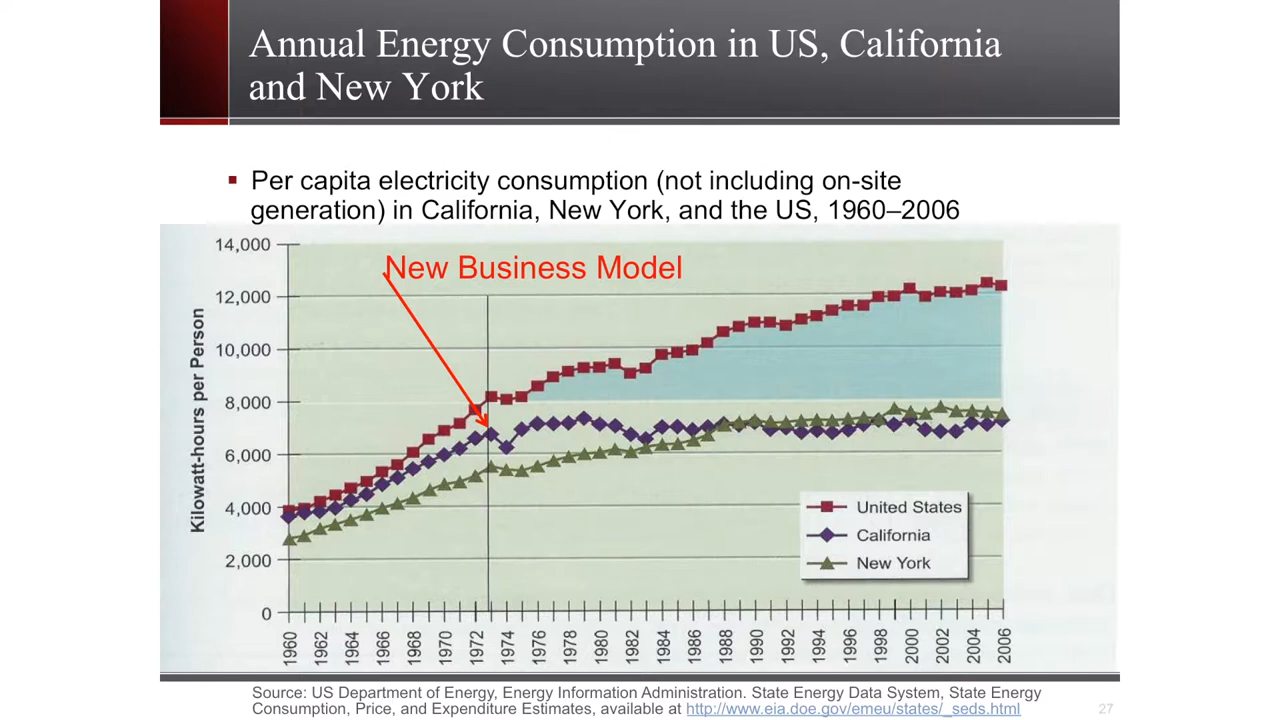 Annual Energy Consumption in US, California
and New York
Per capita electricity consumption (not including on-site
generation) in California, New York, and the US, 1960–2006
14,000
New Business Model
12,000
10,000
8,000
6,000
4,000
2,000
0
Kilowatt-hours per Person
United States
California
New York
1960 1962 1964 1966 1968 1970 1972 1974 1976 1978 1980 1982 1984 1986 1988 1990 1992 1994 1996 1998 2000 2002 2004 2006
Source: US Department of Energy, Energy Information Administration. State Energy Data System, State Energy
Consumption, Price, and Expenditure Estimates, available at http://www.eia.doe.gov/emeu/states/_seds.html
27